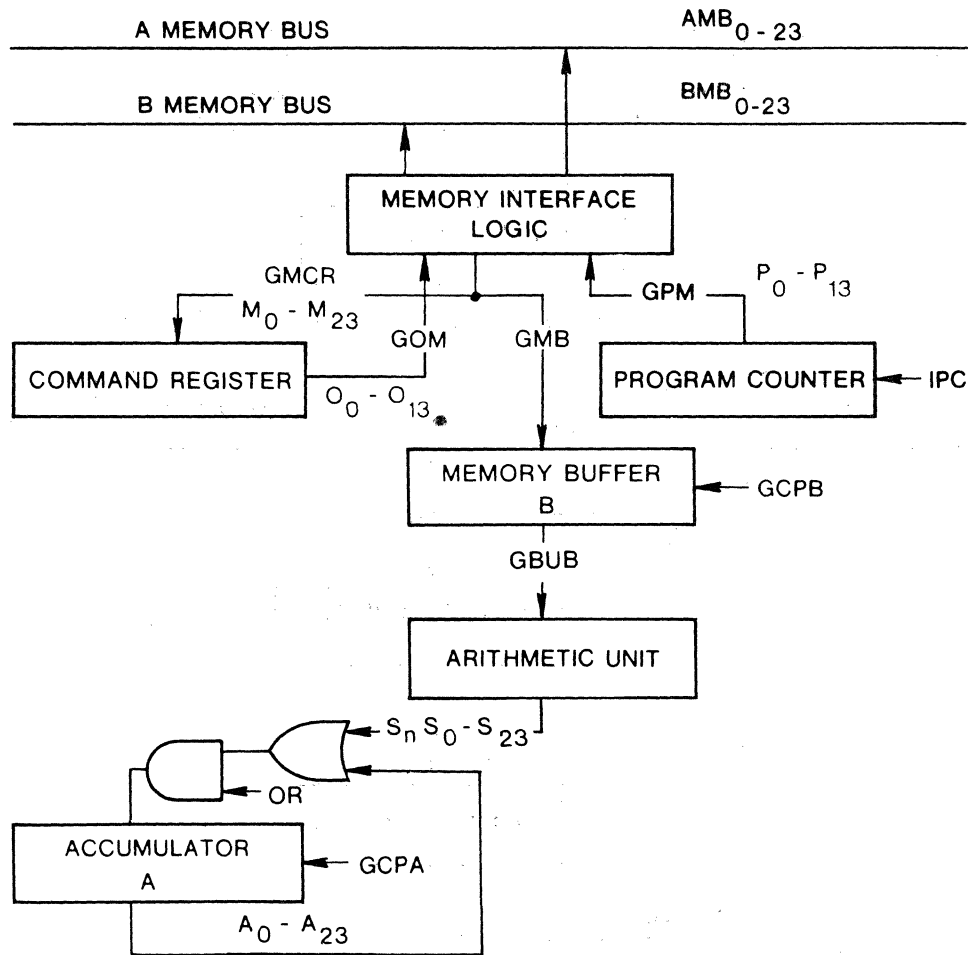 A MEMORY BUS
AMB0 - 23
B MEMORY BUS
BMB0-23
MEMORY INTERFACE
LOGIC
GMCR
M0 - M23
GOM
GMB
GPM
P0 - P13
COMMAND REGISTER
O0 - O13
PROGRAM COUNTER
IPC
MEMORY BUFFER
B
GCPB
GBUB
ARITHMETIC UNIT
Sn S0 - S23
OR
ACCUMULATOR
A
GCPA
A0 - A23